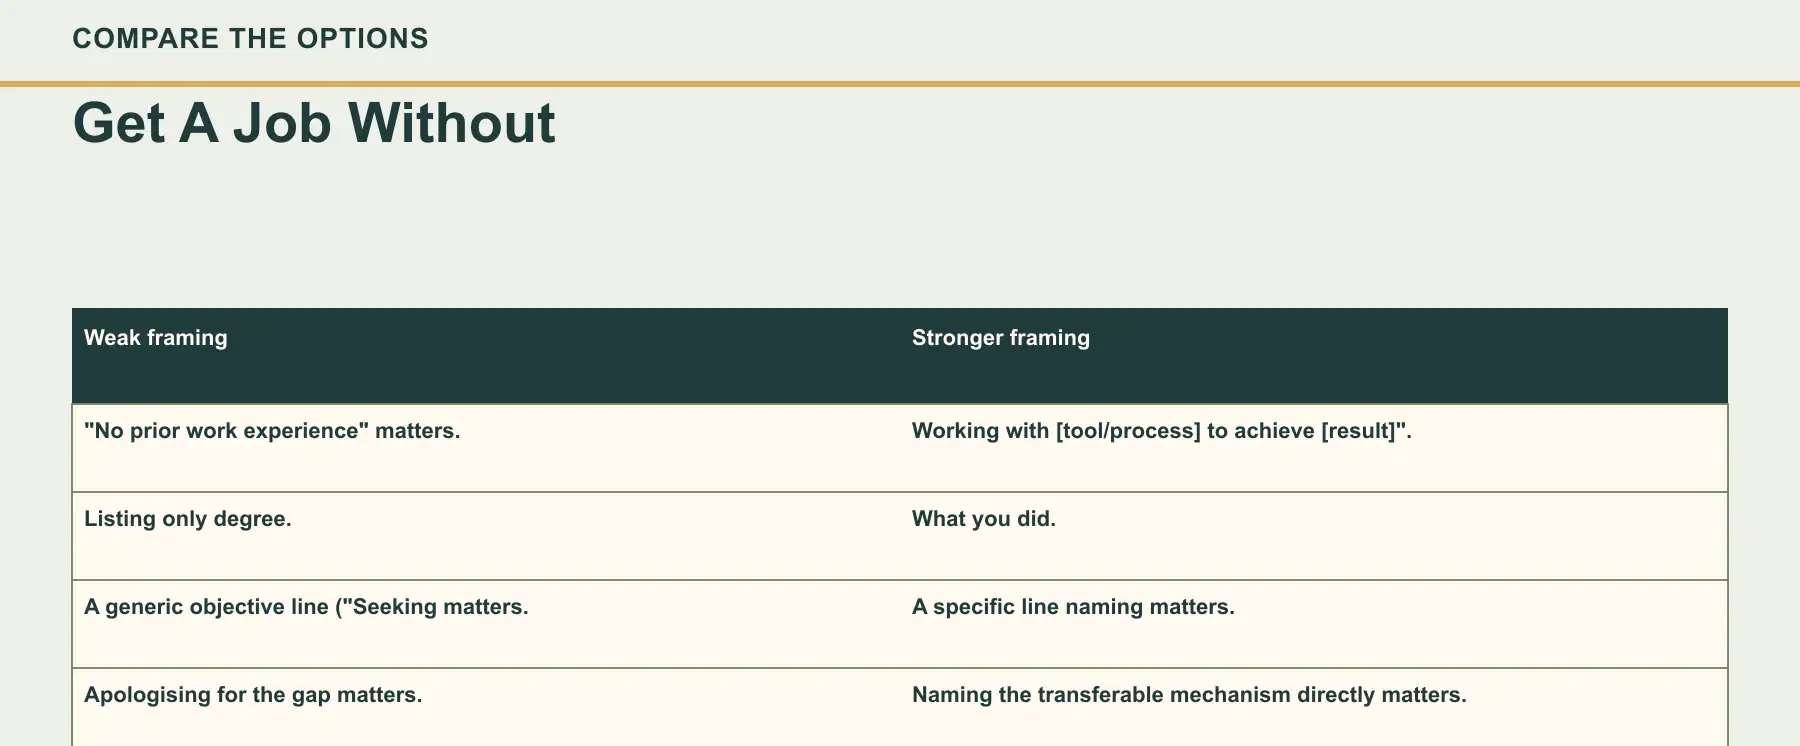 COMPARE THE OPTIONS
Get A Job Without
Weak framing
Stronger framing
"No prior work experience" matters.
Working with [tool/process] to achieve [result]".
Listing only degree.
What you did.
A generic objective line ("Seeking matters.
A specific line naming matters.
Apologising for the gap matters.
Naming the transferable mechanism directly matters.